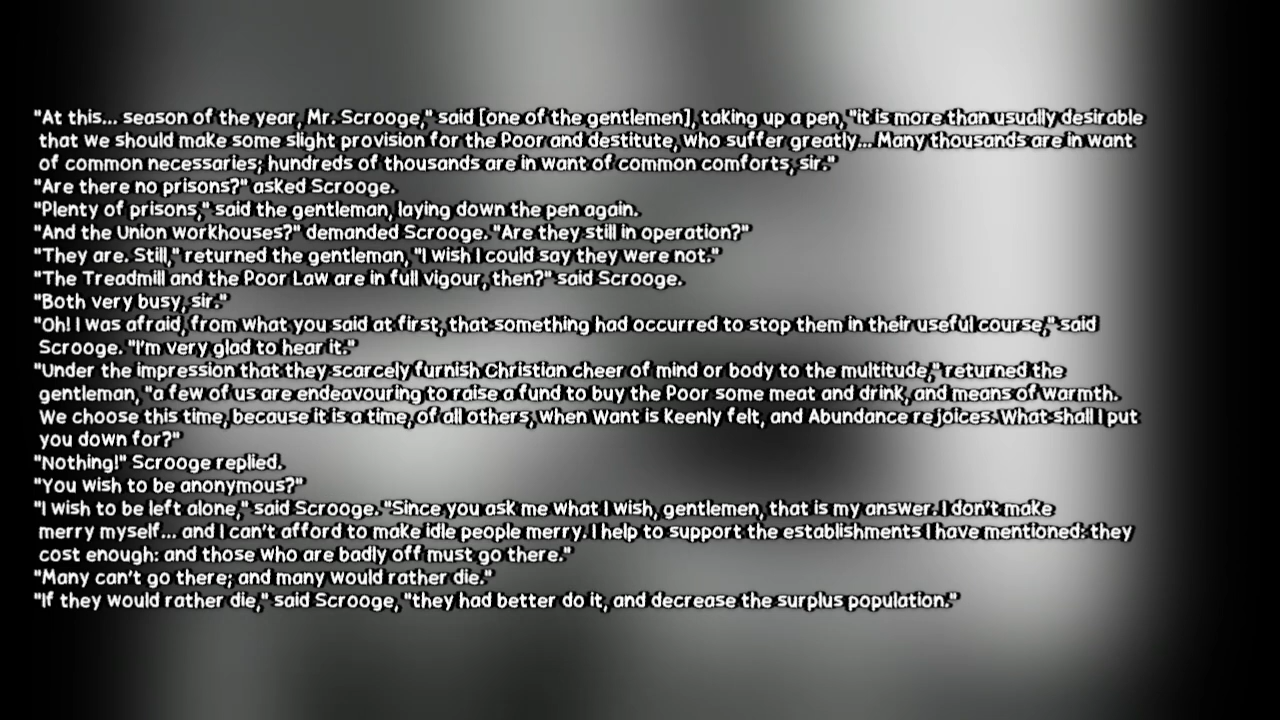 "At this... season of the year, Mr. Scrooge," said [one of the gentlemen], taking up a pen, "it is more than usually desirable
that we should make some slight provision for the Poor and destitute, who suffer greatly... Many thousands are in want
of common necessaries; hundreds of thousands are in want of common comforts, sir."
"Are there no prisons?" asked Scrooge.
"Plenty of prisons," said the gentleman, laying down the pen again.
"And the Union workhouses?" demanded Scrooge. "Are they still in operation?"
"They are. Still," returned the gentleman, "I wish I could say they were not."
"The Treadmill and the Poor Law are in full vigour, then?" said Scrooge.
"Both very busy, sir."
"Oh! I was afraid, from what you said at first, that something had occurred to stop them in their useful course," said
Scrooge. "I'm very glad to hear it."
"Under the impression that they scarcely furnish Christian cheer of mind or body to the multitude," returned the
gentleman, "a few of us are endeavouring to raise a fund to buy the Poor some meat and drink, and means of warmth.
We choose this time, because it is a time, of all others, when Want is keenly felt, and Abundance rejoices. What shall I put
you down for?"
"Nothing!" Scrooge replied.
"You wish to be anonymous?"
"I wish to be left alone," said Scrooge. "Since you ask me what I wish, gentlemen, that is my answer. I don't make
merry myself... and I can't afford to make idle people merry. I help to support the establishments I have mentioned: they
cost enough: and those who are badly off must go there."
"Many can't go there; and many would rather die."
"If they would rather die," said Scrooge, "they had better do it, and decrease the surplus population."